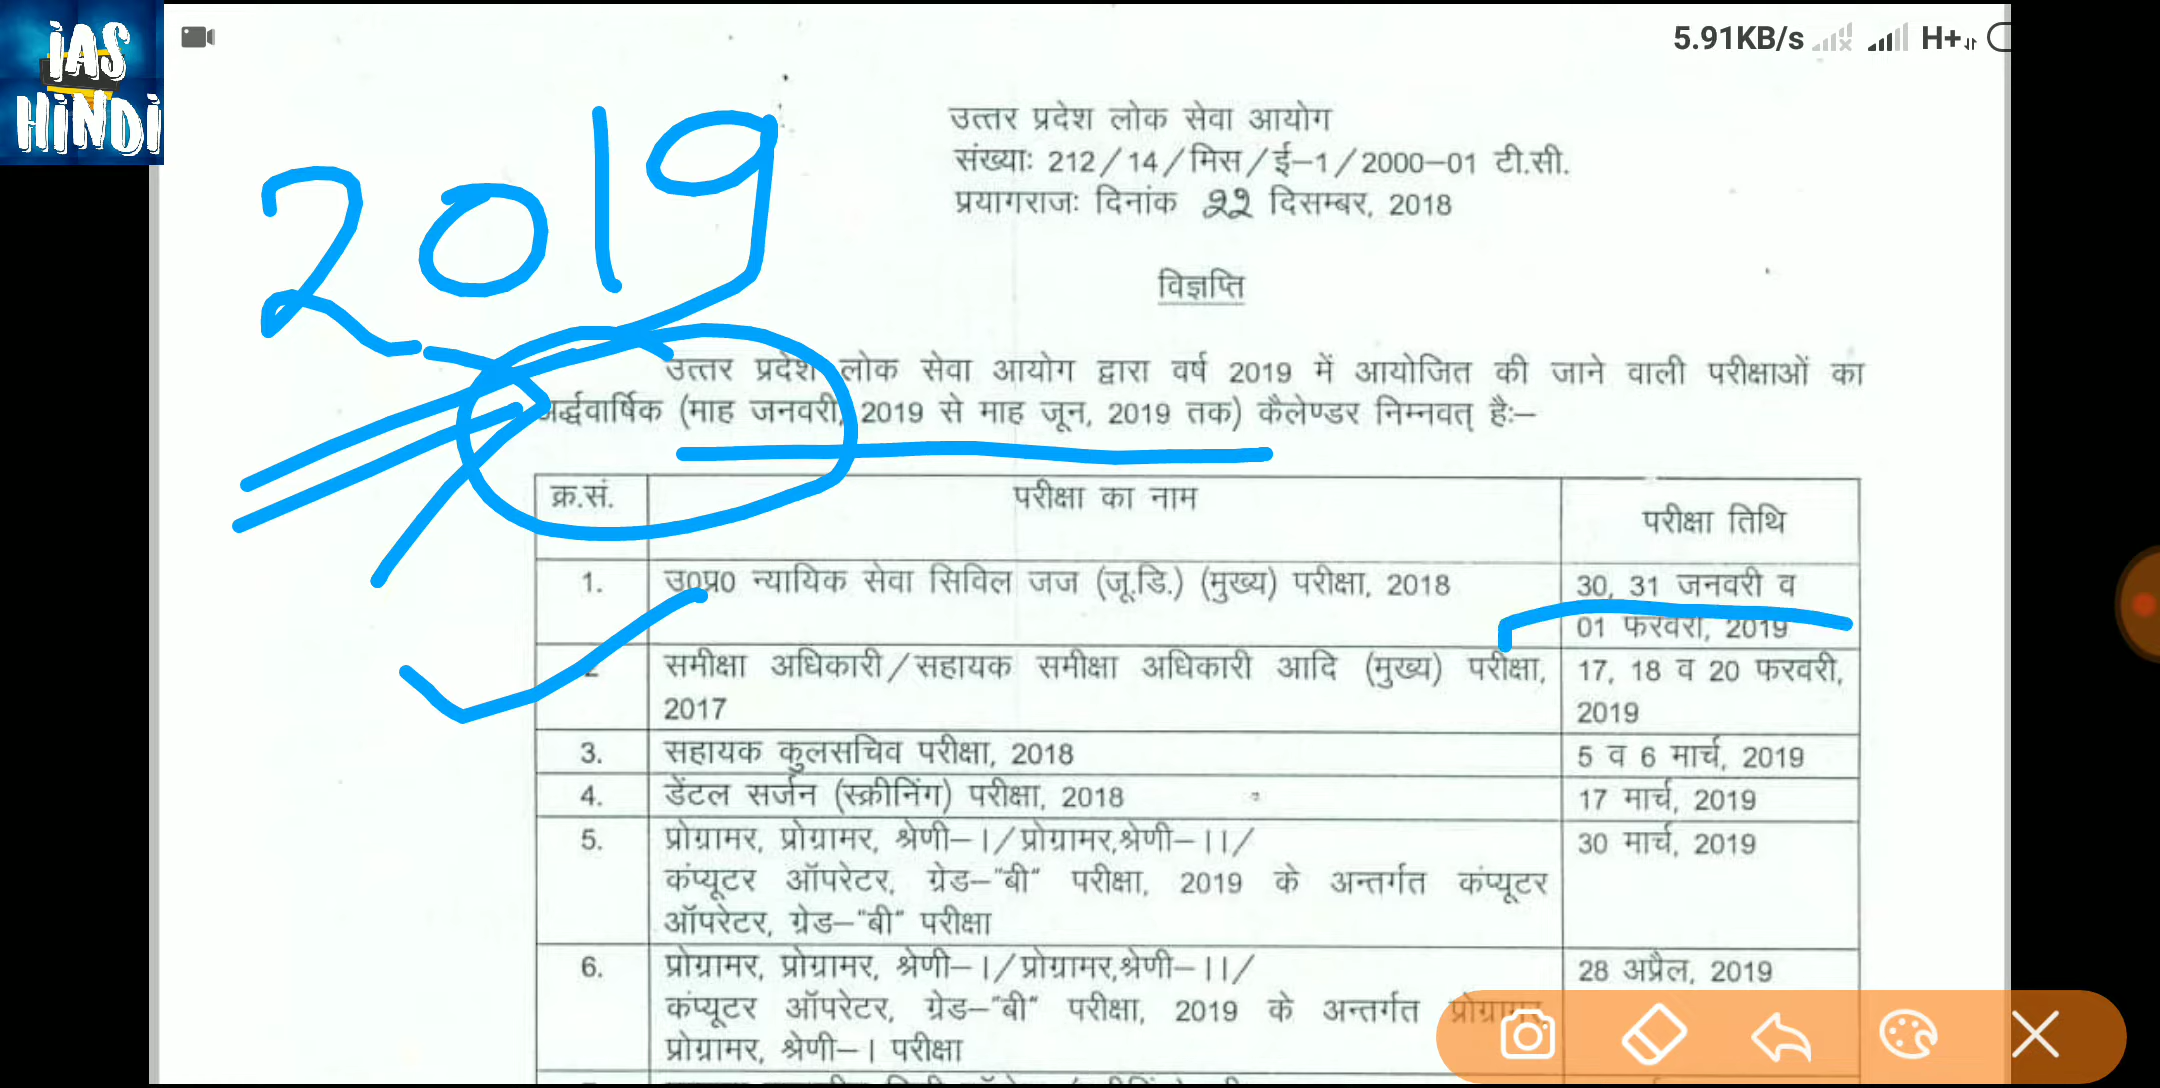 IAS
HINDI
5.91KB/s
H+
2019
उत्तर प्रदेश लोक सेवा आयोग
संख्याः 212/14/मिस/ई–1/2000–01 टी.सी.
प्रयागराजः दिनांक 22 दिसम्बर, 2018
विज्ञप्ति
उत्तर प्रदेश लोक सेवा आयोग द्वारा वर्ष 2019 में आयोजित की जाने वाली परीक्षाओं का
अर्द्धवार्षिक (माह जनवरी, 2019 से माह जून, 2019 तक) कैलेण्डर निम्नवत् हैः–
क्र.सं. परीक्षा का नाम परीक्षा तिथि
1. उ0प्र0 न्यायिक सेवा सिविल जज (जू.डि.) (मुख्य) परीक्षा, 2018 30, 31 जनवरी व
01 फरवरी, 2019
समीक्षा अधिकारी/सहायक समीक्षा अधिकारी आदि (मुख्य) परीक्षा, 17, 18 व 20 फरवरी,
2017 2019
3. सहायक कुलसचिव परीक्षा, 2018 5 व 6 मार्च, 2019
4. डेंटल सर्जन (स्क्रीनिंग) परीक्षा, 2018 17 मार्च, 2019
5. प्रोग्रामर, प्रोग्रामर, श्रेणी–I/प्रोग्रामर,श्रेणी–II/ 30 मार्च, 2019
कंप्यूटर ऑपरेटर, ग्रेड–"बी" परीक्षा, 2019 के अन्तर्गत कंप्यूटर
ऑपरेटर, ग्रेड–"बी" परीक्षा
6. प्रोग्रामर, प्रोग्रामर, श्रेणी–I/प्रोग्रामर,श्रेणी–II/ 28 अप्रैल, 2019
कंप्यूटर ऑपरेटर, ग्रेड–"बी" परीक्षा, 2019 के अन्तर्गत प्रोग्रामर,
प्रोग्रामर, श्रेणी–I परीक्षा